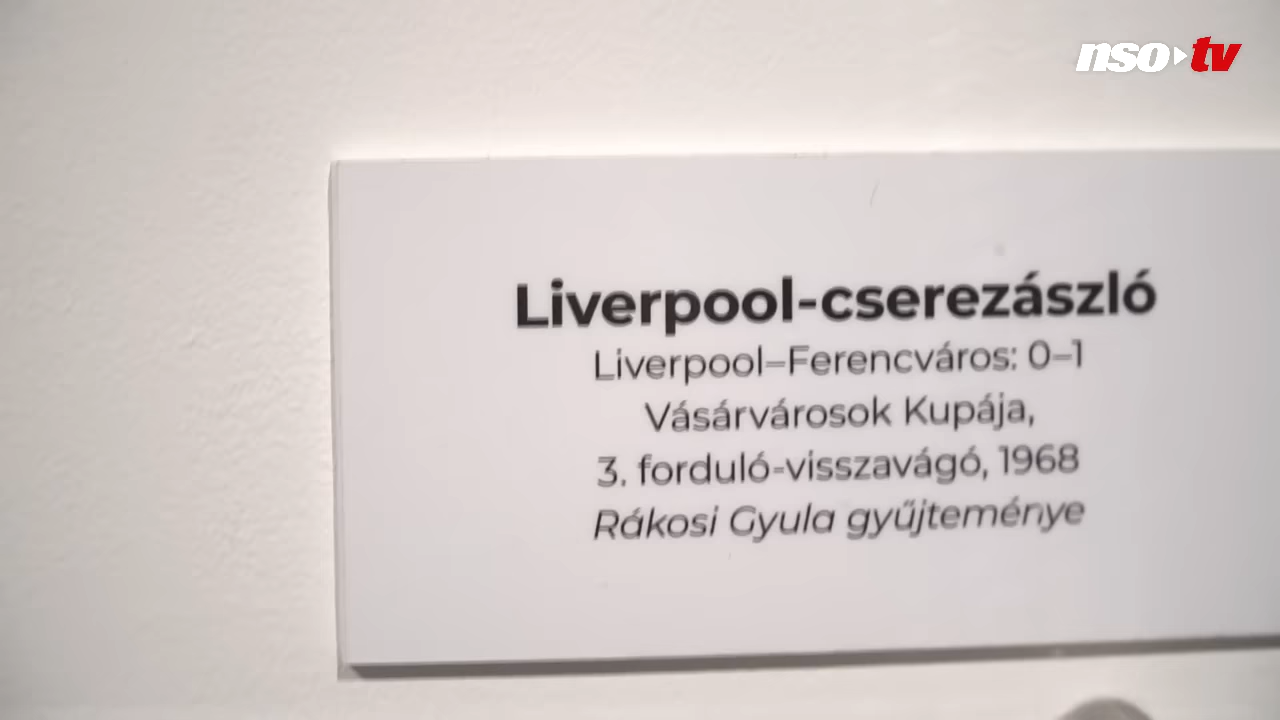 nso tv
Liverpool-cserezászló
Liverpool–Ferencváros: 0–1
Vásárvárosok Kupája,
3. forduló-visszavágó, 1968
Rákosi Gyula gyűjteménye